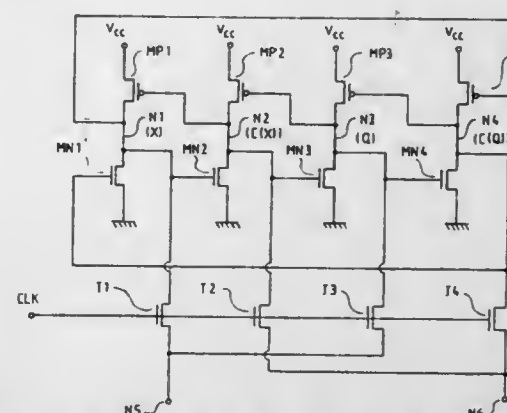 Vcc Vcc Vcc Vcc
MP1 MP2 MP3
N1 N2 N3 N4
(X) (C(X)) (Q) (C(Q))
MN1 MN2 MN3 MN4
T1 T2 T3 T4
CLK
N5 N6